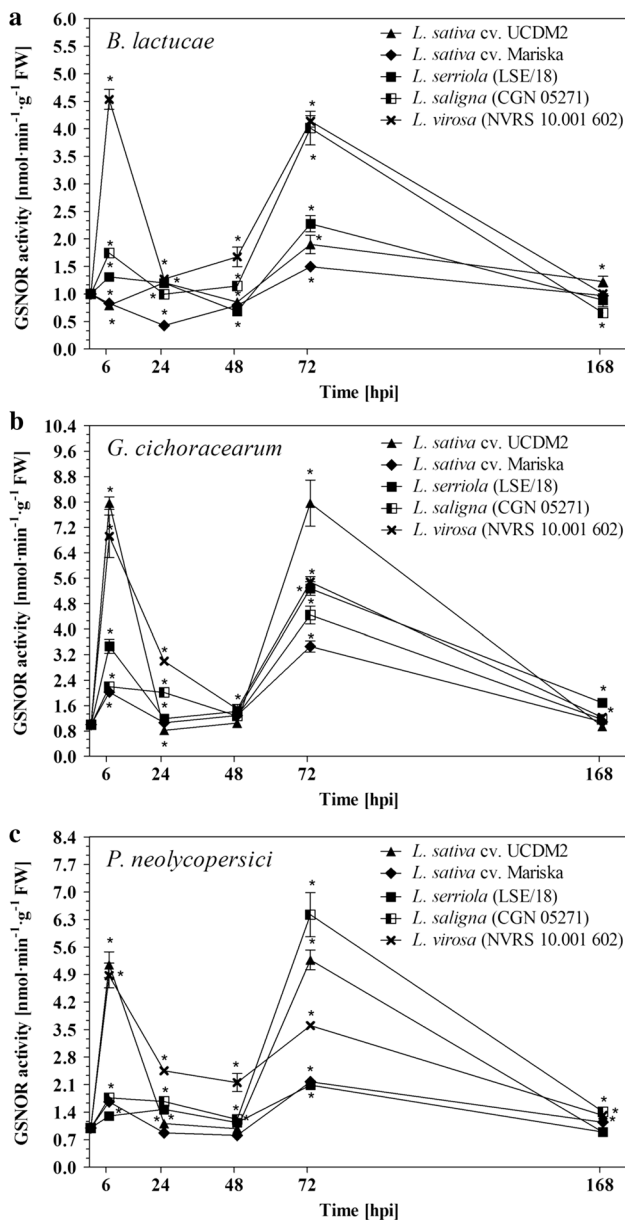 a
B. lactucae
L. sativa cv. UCDM2
L. sativa cv. Mariska
L. serriola (LSE/18)
L. saligna (CGN 05271)
L. virosa (NVRS 10.001 602)
GSNOR activity [nmol·min⁻¹·g⁻¹ FW]
6.0
5.5
5.0
4.5
4.0
3.5
3.0
2.5
2.0
1.5
1.0
0.5
0.0
6 24 48 72 168
Time [hpi]
b
G. cichoracearum
L. sativa cv. UCDM2
L. sativa cv. Mariska
L. serriola (LSE/18)
L. saligna (CGN 05271)
L. virosa (NVRS 10.001 602)
GSNOR activity [nmol·min⁻¹·g⁻¹ FW]
10.4
9.6
8.8
8.0
7.2
6.4
5.6
4.8
4.0
3.2
2.4
1.6
0.8
0.0
6 24 48 72 168
Time [hpi]
c
P. neolycopersici
L. sativa cv. UCDM2
L. sativa cv. Mariska
L. serriola (LSE/18)
L. saligna (CGN 05271)
L. virosa (NVRS 10.001 602)
GSNOR activity [nmol·min⁻¹·g⁻¹ FW]
8.4
7.7
7.0
6.3
5.6
4.9
4.2
3.5
2.8
2.1
1.4
0.7
0.0
6 24 48 72 168
Time [hpi]